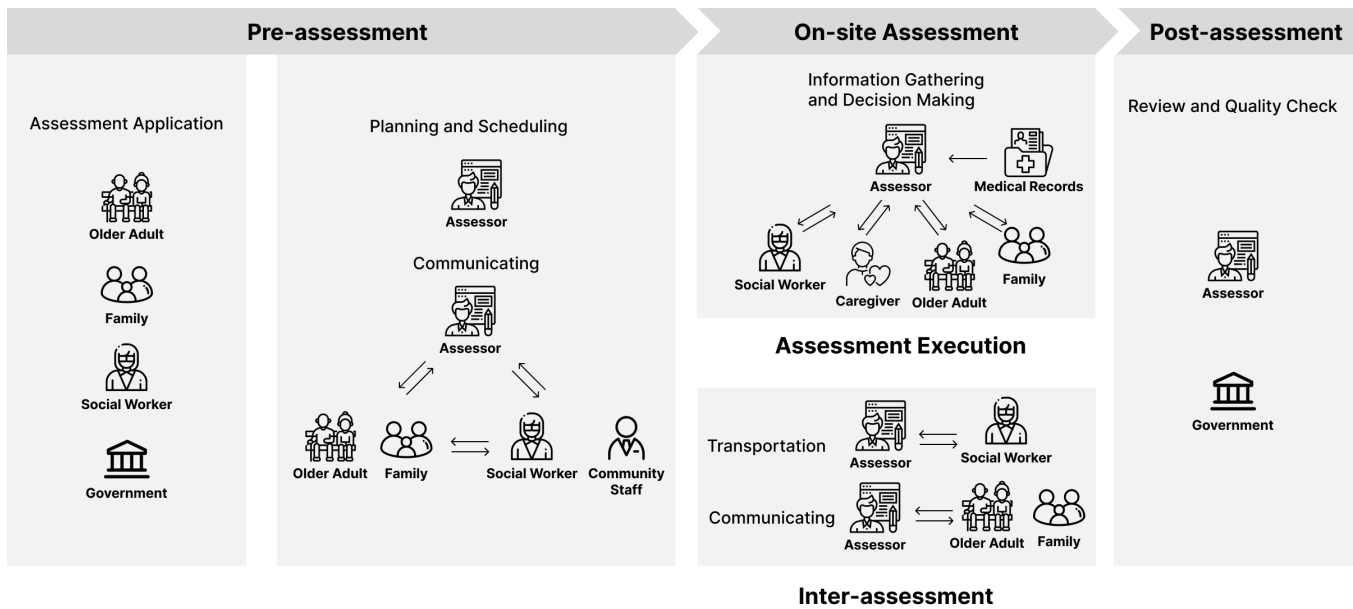 Pre-assessment
On-site Assessment
Post-assessment
Assessment Application
Older Adult
Family
Social Worker
Government
Planning and Scheduling
Assessor
Communicating
Assessor
Older Adult
Family
Social Worker
Community
Staff
Information Gathering
and Decision Making
Assessor
Medical Records
Social Worker
Caregiver
Older Adult
Family
Assessment Execution
Transportation
Assessor
Social Worker
Communicating
Assessor
Older Adult
Family
Inter-assessment
Review and Quality Check
Assessor
Government